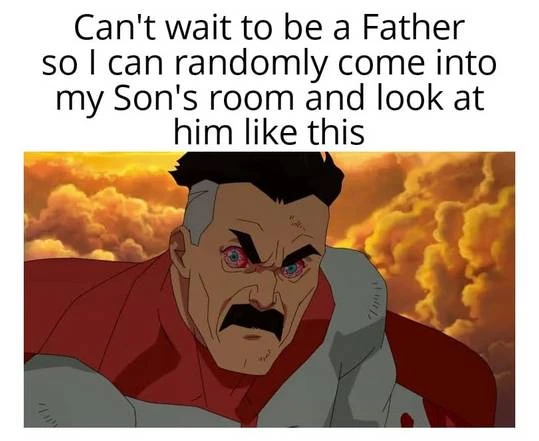 Can't wait to be a Father
so I can randomly come into
my Son's room and look at
him like this